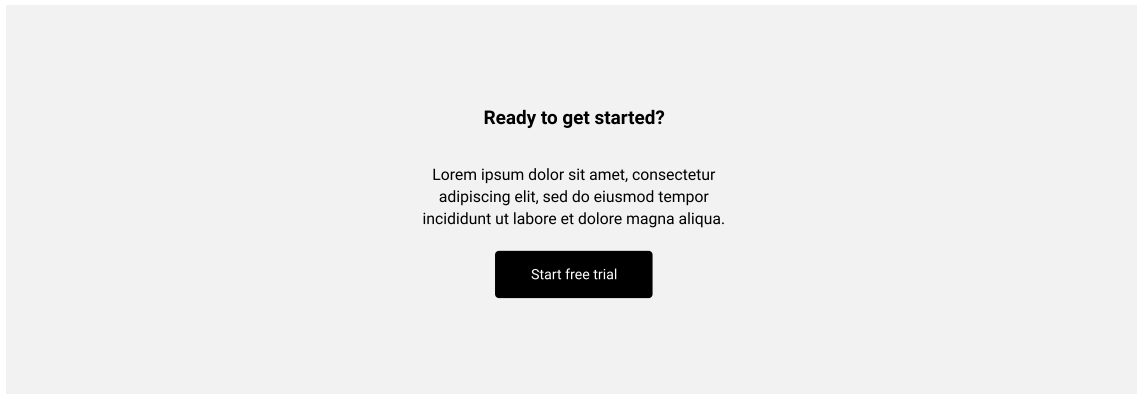 Ready to get started?
Lorem ipsum dolor sit amet, consectetur
adipiscing elit, sed do eiusmod tempor
incididunt ut labore et dolore magna aliqua.
Start free trial